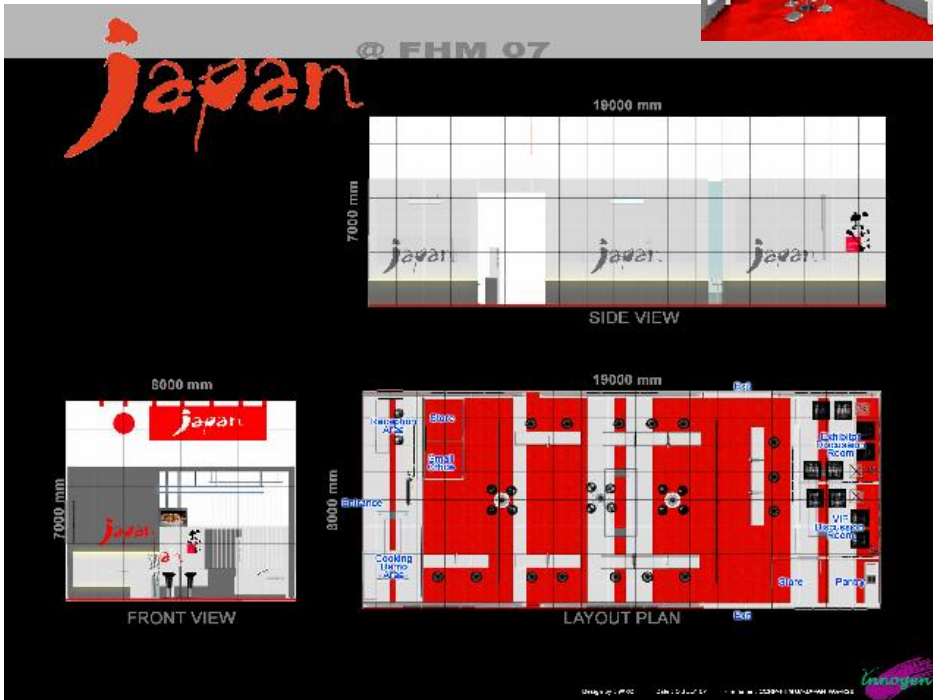 @ FHM 07
Japan
19000 mm
7000 mm
Japan
Japan
Japan
SIDE VIEW
8000 mm
Japan
7000 mm
Japan
FRONT VIEW
19000 mm
Exit
8000 mm
Reception
Area
Store
Small
Office
Entrance
Cooking
Demo
Area
Exhibitor
Discussion
Room
VIP
Discussion
Room
Store
Pantry
LAYOUT PLAN
Exit
Innogen